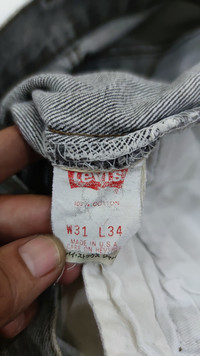 Levi's
100% COTTON
W31 L34
MADE IN U.S.A.